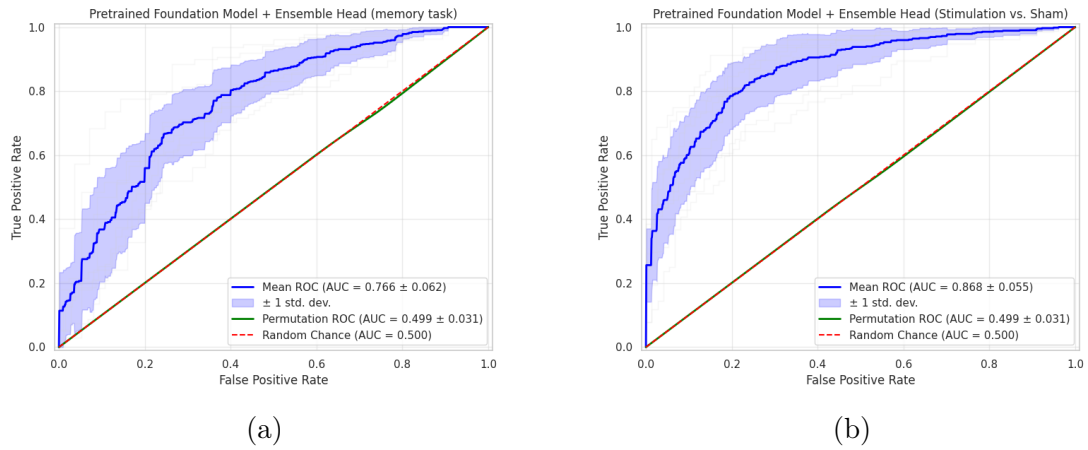 Pretrained Foundation Model + Ensemble Head (memory task)
1.0
0.8
0.6
0.4
0.2
0.0
True Positive Rate
Mean ROC (AUC = 0.766 ± 0.062)
± 1 std. dev.
Permutation ROC (AUC = 0.499 ± 0.031)
Random Chance (AUC = 0.500)
0.0 0.2 0.4 0.6 0.8 1.0
False Positive Rate
(a)
Pretrained Foundation Model + Ensemble Head (Stimulation vs. Sham)
1.0
0.8
0.6
0.4
0.2
0.0
True Positive Rate
Mean ROC (AUC = 0.868 ± 0.055)
± 1 std. dev.
Permutation ROC (AUC = 0.499 ± 0.031)
Random Chance (AUC = 0.500)
0.0 0.2 0.4 0.6 0.8 1.0
False Positive Rate
(b)